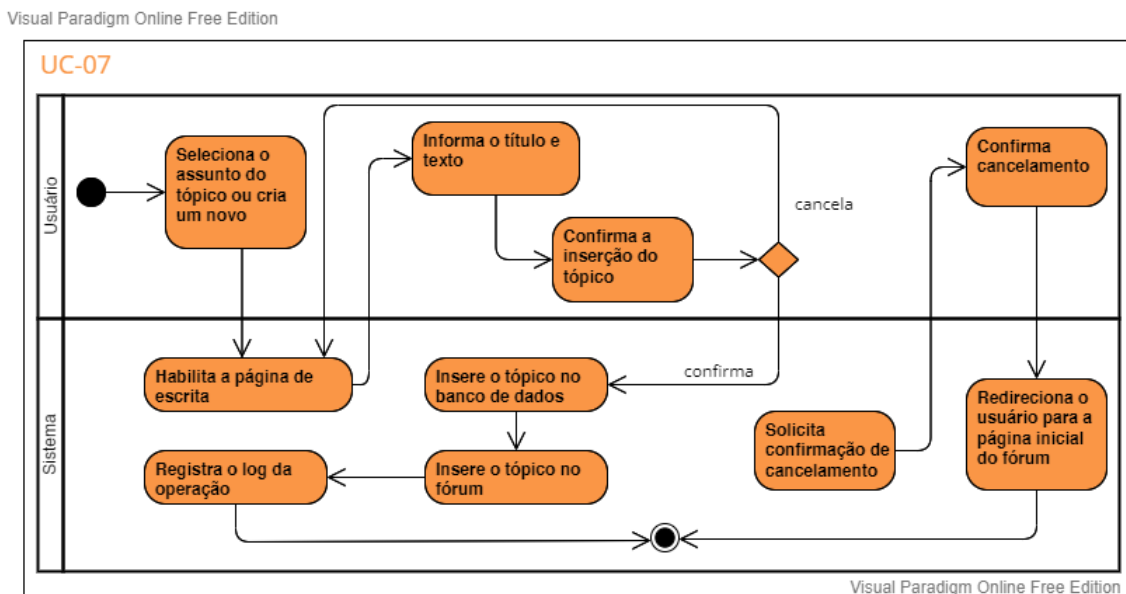 Visual Paradigm Online Free Edition
UC-07
Usuário
Seleciona o
assunto do
tópico ou cria
um novo
Informa o título e
texto
Confirma a
inserção do
tópico
cancela
Confirma
cancelamento
Sistema
Habilita a página de
escrita
Insere o tópico no
banco de dados
confirma
Solicita
confirmação de
cancelamento
Redireciona o
usuário para a
página inicial
do fórum
Registra o log da
operação
Insere o tópico no
fórum
Visual Paradigm Online Free Edition